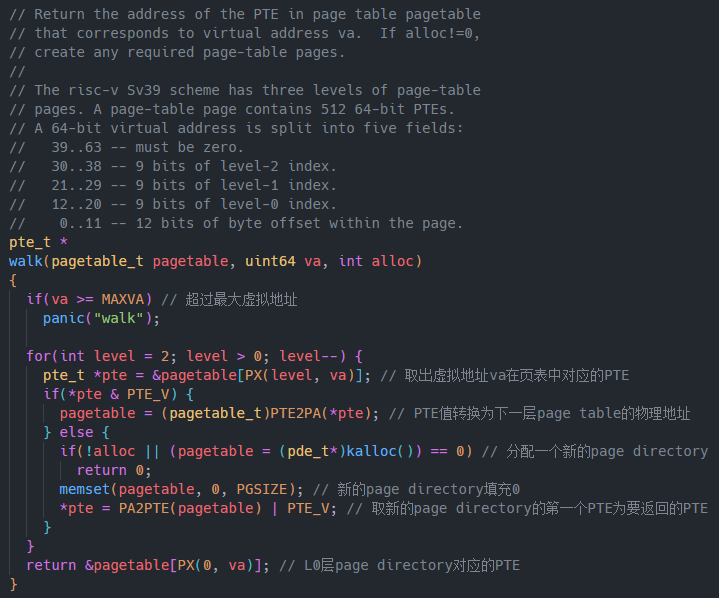 // Return the address of the PTE in page table pagetable
// that corresponds to virtual address va.  If alloc!=0,
// create any required page-table pages.
//
// The risc-v Sv39 scheme has three levels of page-table
// pages. A page-table page contains 512 64-bit PTEs.
// A 64-bit virtual address is split into five fields:
//   39..63 -- must be zero.
//   30..38 -- 9 bits of level-2 index.
//   21..29 -- 9 bits of level-1 index.
//   12..20 -- 9 bits of level-0 index.
//    0..11 -- 12 bits of byte offset within the page.
pte_t *
walk(pagetable_t pagetable, uint64 va, int alloc)
{
  if(va >= MAXVA) // 超过最大虚拟地址
    panic("walk");

  for(int level = 2; level > 0; level--) {
    pte_t *pte = &pagetable[PX(level, va)]; // 取出虚拟地址va在页表中对应的PTE
    if(*pte & PTE_V) {
      pagetable = (pagetable_t)PTE2PA(*pte); // PTE值转换为下一层page table的物理地址
    } else {
      if(!alloc || (pagetable = (pde_t*)kalloc()) == 0) // 分配一个新的page directory
        return 0;
      memset(pagetable, 0, PGSIZE); // 新的page directory填充0
      *pte = PA2PTE(pagetable) | PTE_V; // 取新的page directory的第一个PTE为要返回的PTE
    }
  }
  return &pagetable[PX(0, va)]; // L0层page directory对应的PTE
}